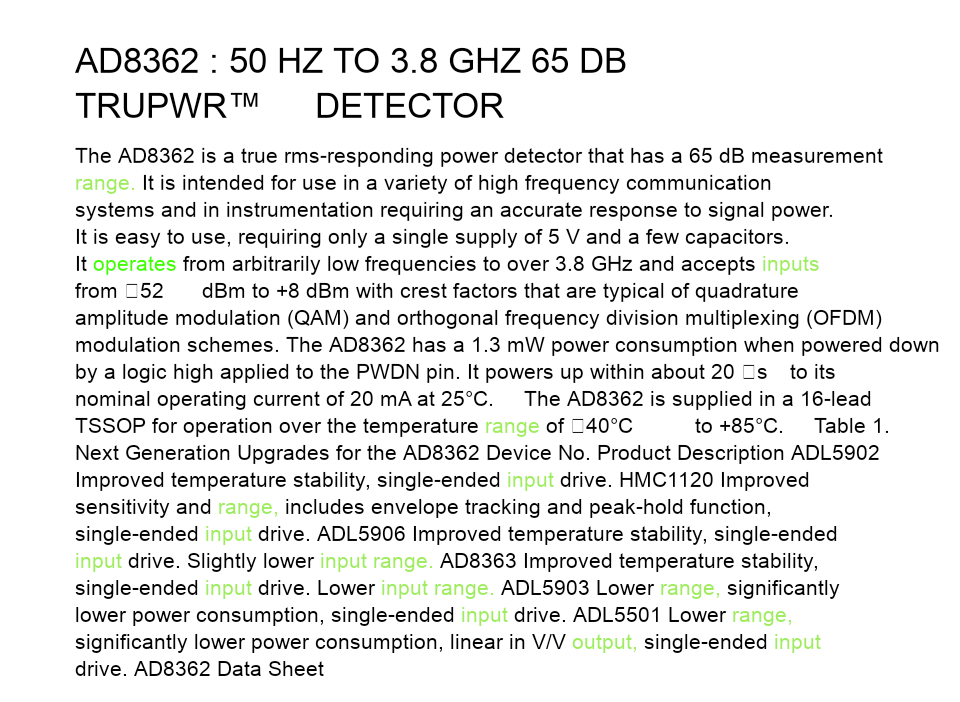 AD8362 : 50 HZ TO 3.8 GHZ 65 DB
TRUPWR™ DETECTOR
The AD8362 is a true rms-responding power detector that has a 65 dB measurement
range. It is intended for use in a variety of high frequency communication
systems and in instrumentation requiring an accurate response to signal power.
It is easy to use, requiring only a single supply of 5 V and a few capacitors.
It operates from arbitrarily low frequencies to over 3.8 GHz and accepts inputs
from □52 dBm to +8 dBm with crest factors that are typical of quadrature
amplitude modulation (QAM) and orthogonal frequency division multiplexing (OFDM)
modulation schemes. The AD8362 has a 1.3 mW power consumption when powered down
by a logic high applied to the PWDN pin. It powers up within about 20 □s to its
nominal operating current of 20 mA at 25°C. The AD8362 is supplied in a 16-lead
TSSOP for operation over the temperature range of □40°C to +85°C. Table 1.
Next Generation Upgrades for the AD8362 Device No. Product Description ADL5902
Improved temperature stability, single-ended input drive. HMC1120 Improved
sensitivity and range, includes envelope tracking and peak-hold function,
single-ended input drive. ADL5906 Improved temperature stability, single-ended
input drive. Slightly lower input range. AD8363 Improved temperature stability,
single-ended input drive. Lower input range. ADL5903 Lower range, significantly
lower power consumption, single-ended input drive. ADL5501 Lower range,
significantly lower power consumption, linear in V/V output, single-ended input
drive. AD8362 Data Sheet